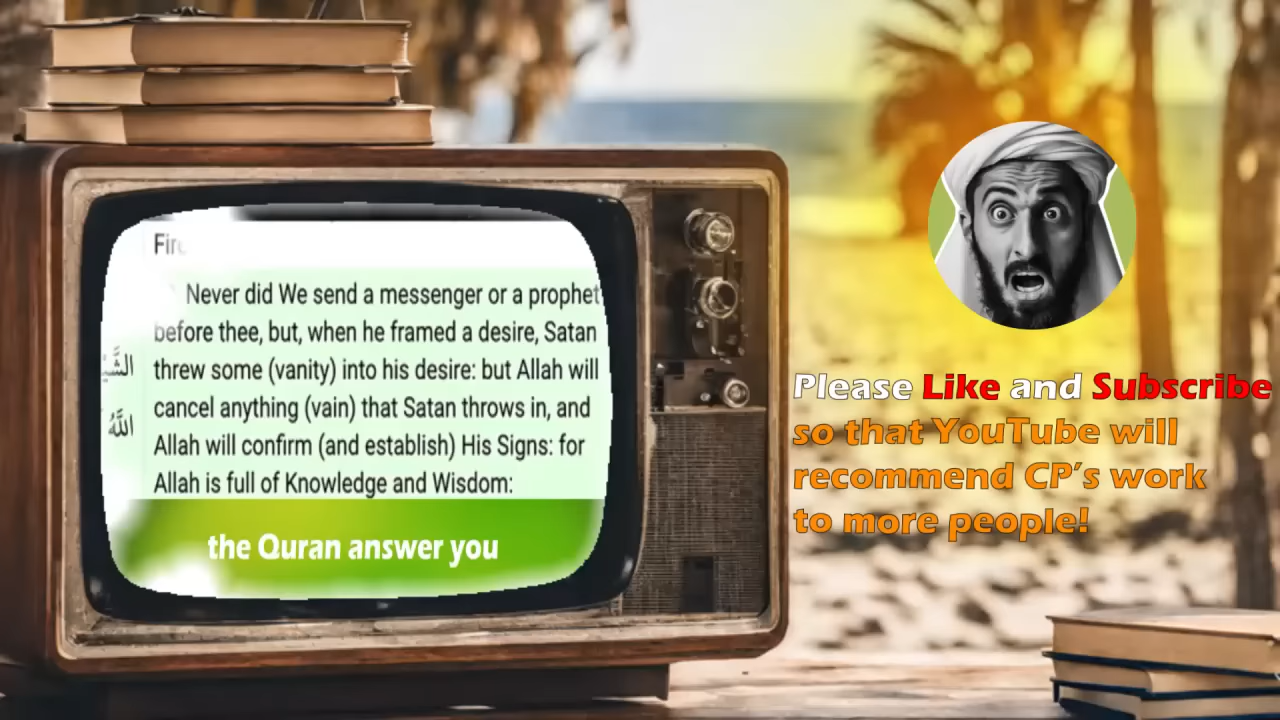 Never did We send a messenger or a prophet
before thee, but, when he framed a desire, Satan
threw some (vanity) into his desire: but Allah will
cancel anything (vain) that Satan throws in, and
Allah will confirm (and establish) His Signs: for
Allah is full of Knowledge and Wisdom:
اللَّهُ
the Quran answer you
Please Like and Subscribe
so that YouTube will
recommend CP's work
to more people!